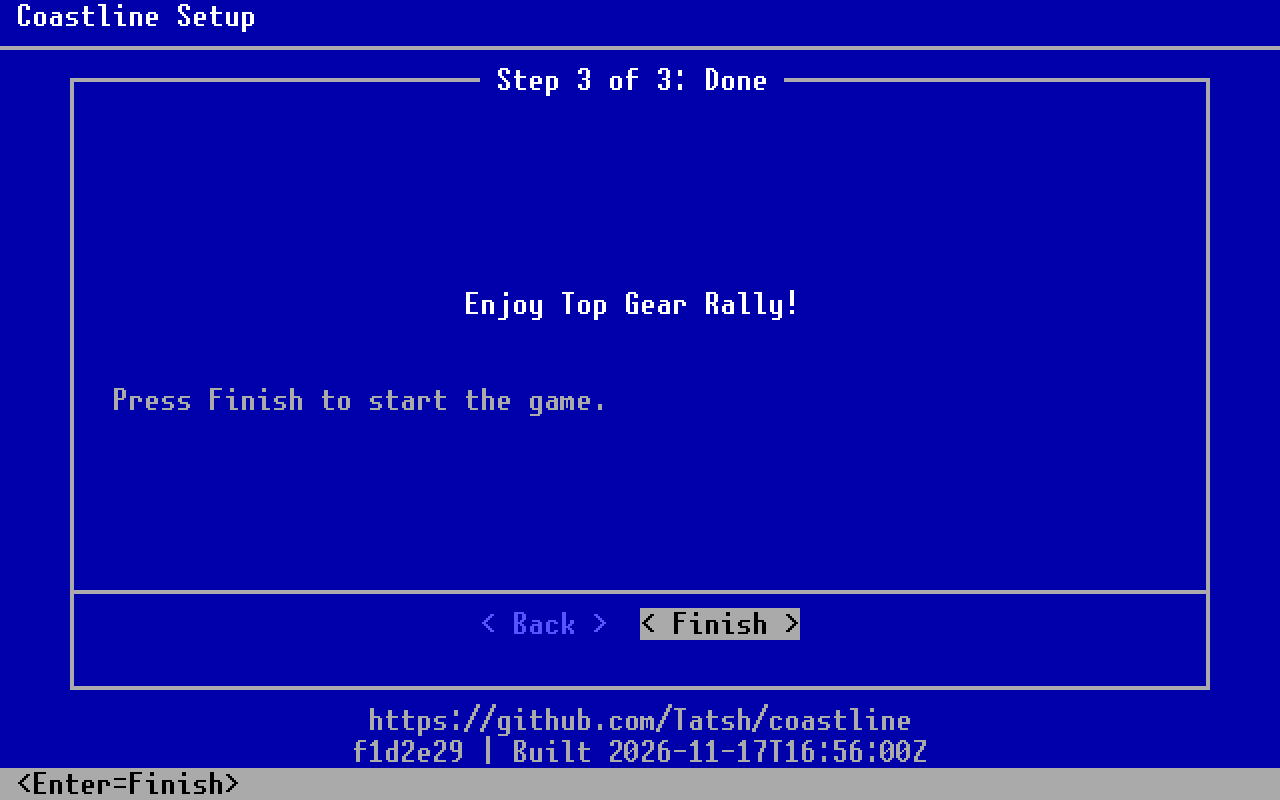 Coastline Setup
Step 3 of 3: Done
Enjoy Top Gear Rally!
Press Finish to start the game.
< Back > < Finish >
https://github.com/Tatsh/coastline
f1d2e29 | Built 2026-11-17T16:56:00Z
<Enter=Finish>